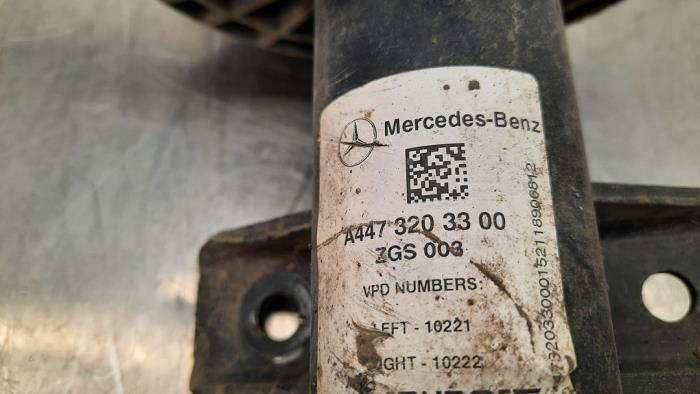 Mercedes-Benz
A447 320 33 00
ZGS 003
VPD NUMBERS:
LEFT - 10221
RIGHT - 10222